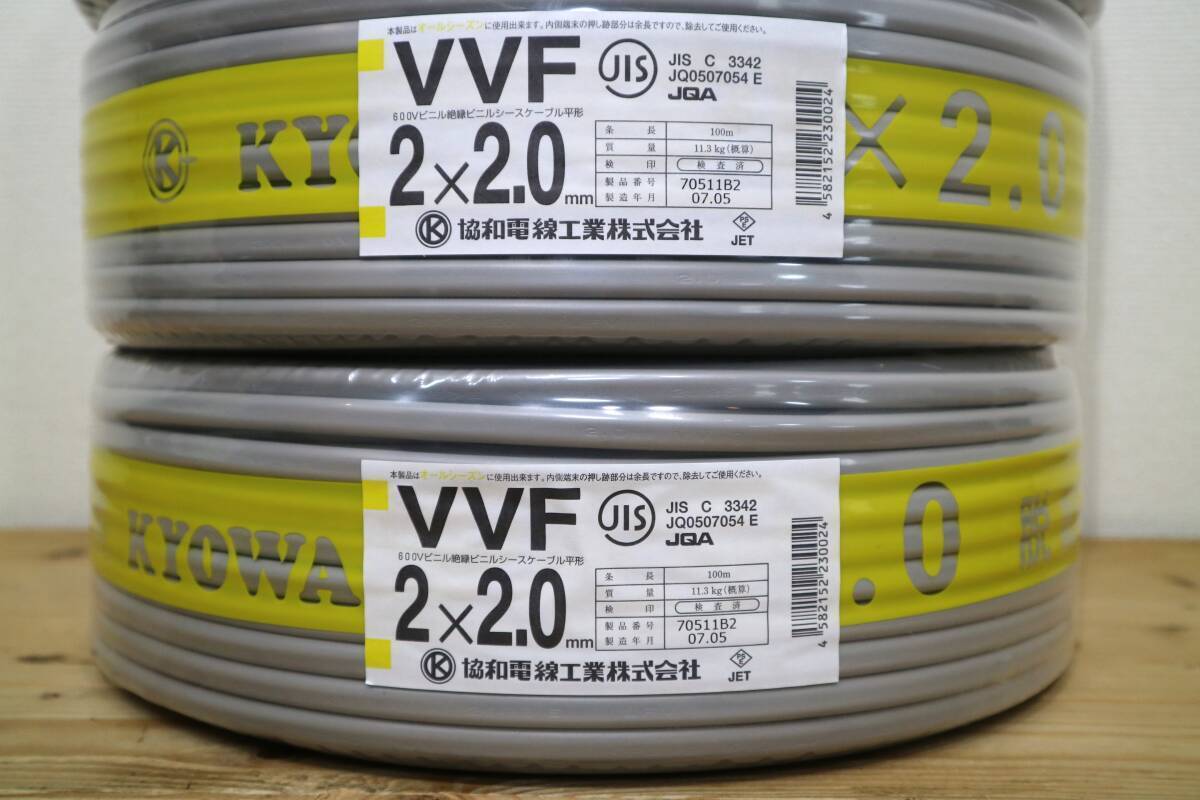 本製品はオールシーズンに使用出来ます。内側端末の押し跡部分は余長ですので、除去してご使用ください。
VVF
JIS
JIS C 3342
JQ0507054 E
JQA
600Vビニル絶縁ビニルシースケーブル平形
2×2.0mm
条長 100m
質量 11.3kg(概算)
検印 検査済
製品番号 70511B2
製造年月 07.05
K 協和電線工業株式会社
PSE
JET
4 582152 230024
K KYO
× 2.0
本製品はオールシーズンに使用出来ます。内側端末の押し跡部分は余長ですので、除去してご使用ください。
VVF
JIS
JIS C 3342
JQ0507054 E
JQA
600Vビニル絶縁ビニルシースケーブル平形
2×2.0mm
条長 100m
質量 11.3kg(概算)
検印 検査済
製品番号 70511B2
製造年月 07.05
K 協和電線工業株式会社
PSE
JET
4 582152 230024
KYOWA
.0